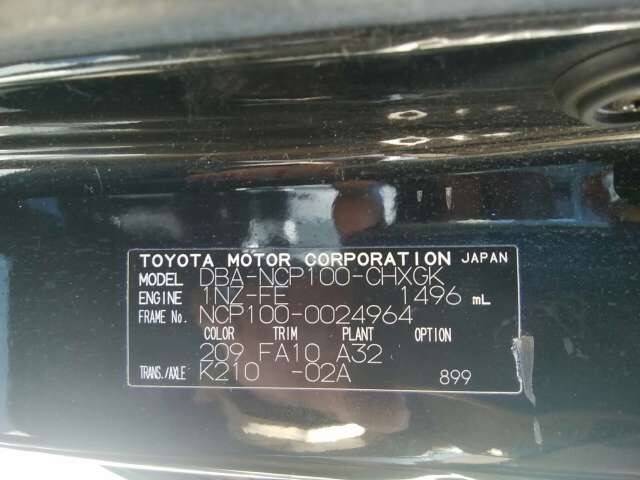 TOYOTA MOTOR CORPORATION JAPAN
MODEL DBA-NCP100-CHXGK
ENGINE 1NZ-FE 1496 mL
FRAME No. NCP100-0024964
COLOR TRIM PLANT OPTION
209 FA10 A32
TRANS./AXLE K210 -02A 899